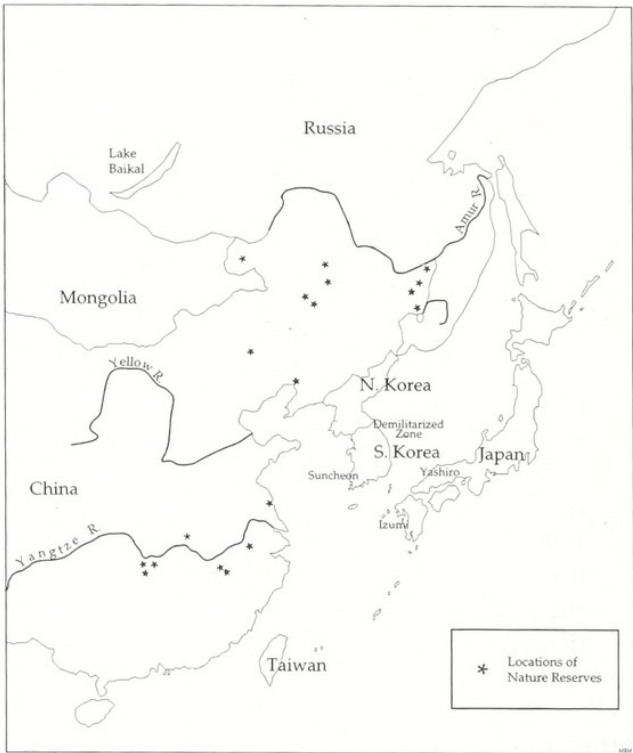 Russia
Lake
Baikal
Amur R.
Mongolia
Yellow R.
N. Korea
Demilitarized
Zone
S. Korea
Japan
Suncheon
Yashiro
China
Izumi
Yangtze R.
Taiwan
* Locations of
Nature Reserves